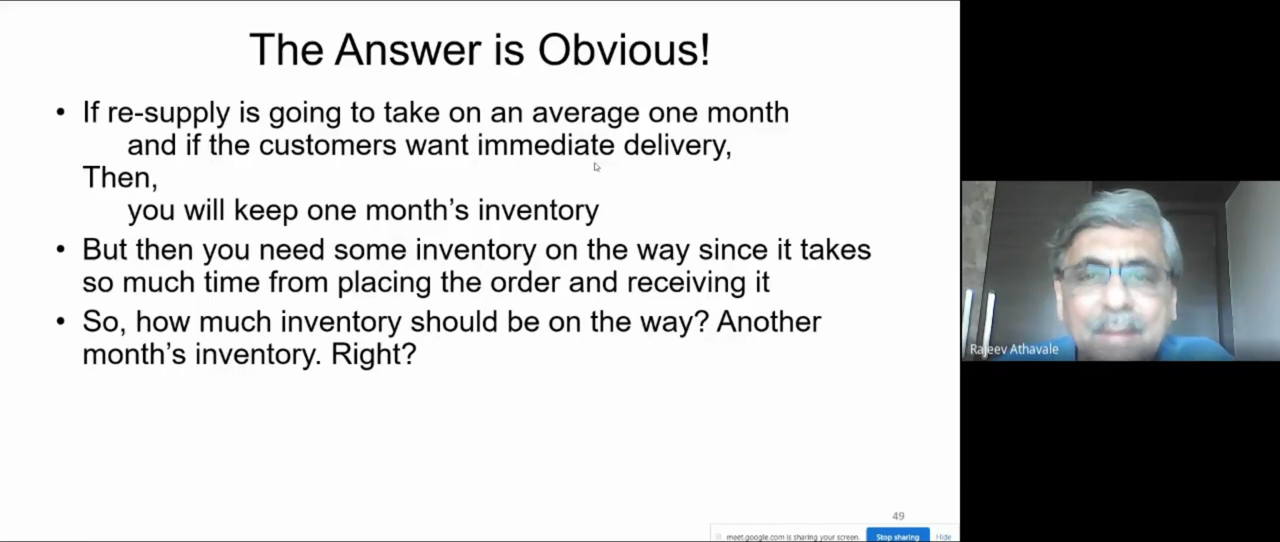 The Answer is Obvious!
• If re-supply is going to take on an average one month
and if the customers want immediate delivery,
Then,
you will keep one month's inventory
• But then you need some inventory on the way since it takes
so much time from placing the order and receiving it
• So, how much inventory should be on the way? Another
month's inventory. Right?
Rajeev Athavale
49
meet.google.com is sharing your screen.
Stop sharing
Hide